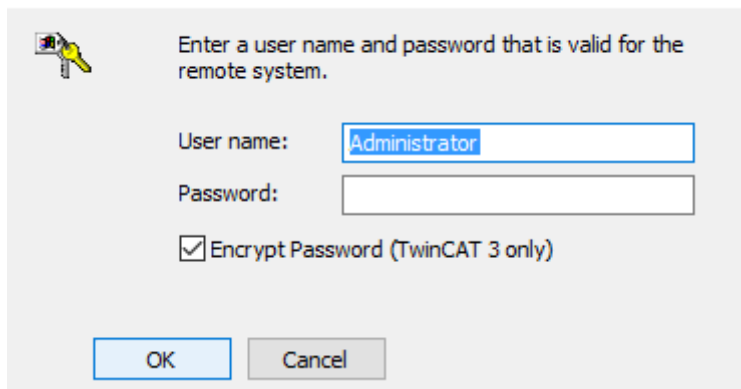 Enter a user name and password that is valid for the
remote system.
User name: Administrator
Password:
Encrypt Password (TwinCAT 3 only)
OK Cancel